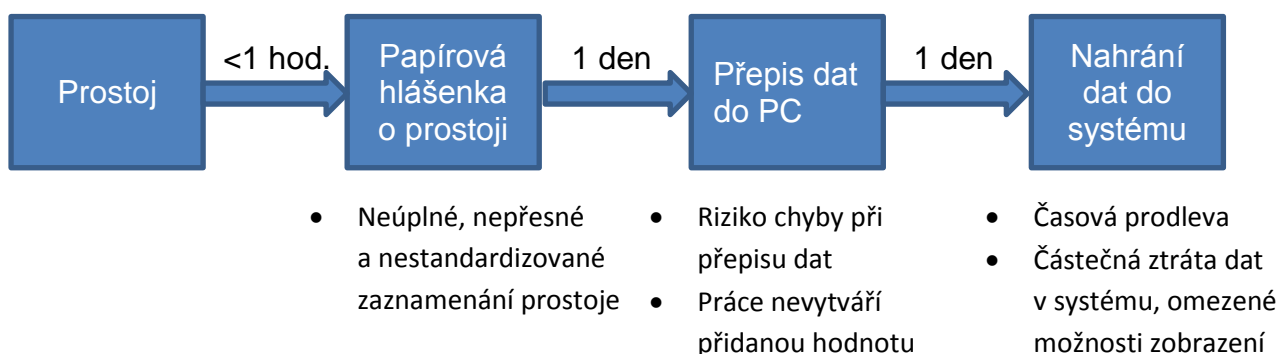 Prostoj
<1 hod.
Papírová
hlášenka
o prostoji
1 den
Přepis dat
do PC
1 den
Nahrání
dat do
systému
• Neúplné, nepřesné
a nestandardizované
zaznamenání prostoje
• Riziko chyby při
přepisu dat
• Práce nevytváří
přidanou hodnotu
• Časová prodleva
• Částečná ztráta dat
v systému, omezené
možnosti zobrazení